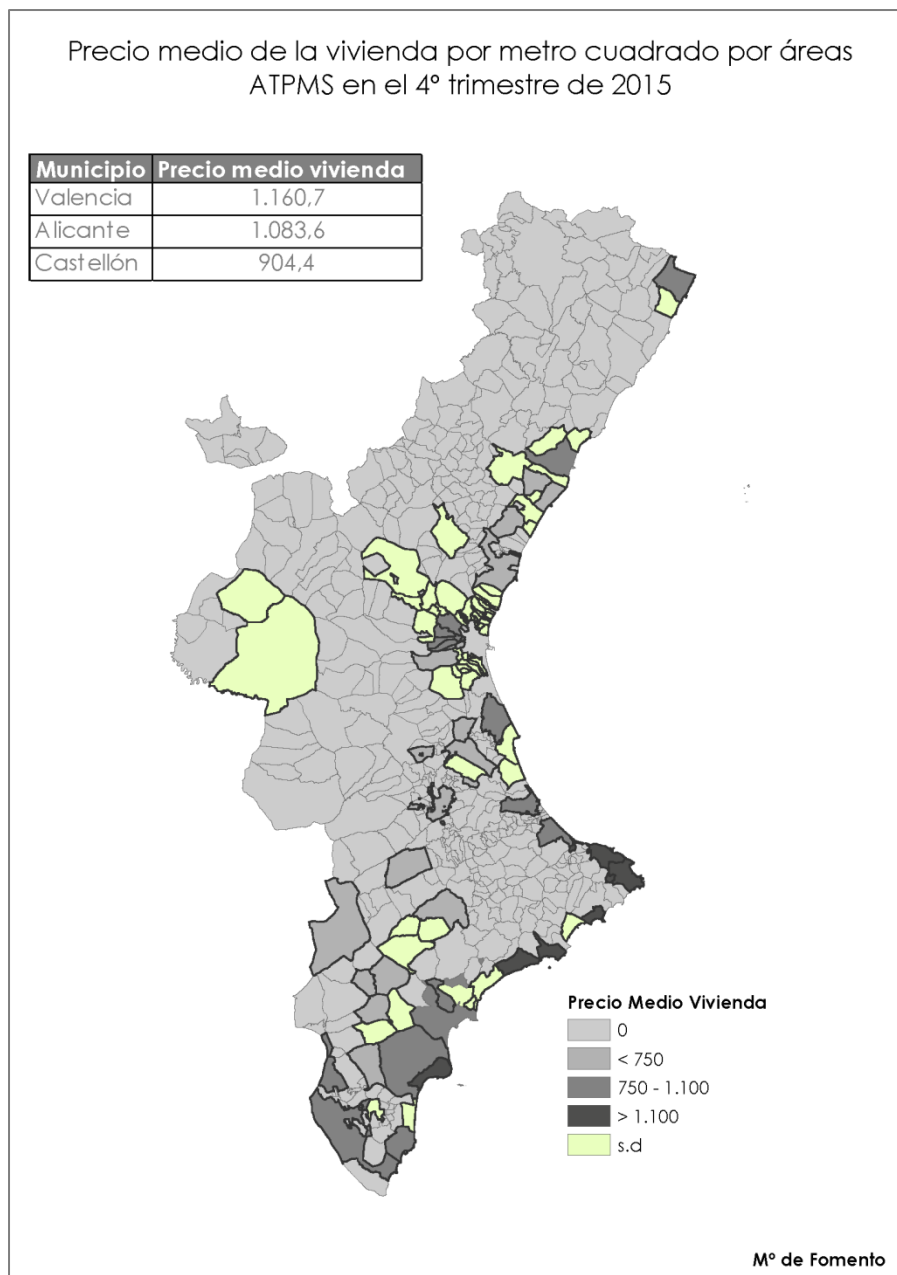 Precio medio de la vivienda por metro cuadrado por áreas
ATPMS en el 4º trimestre de 2015
Municipio Precio medio vivienda
Valencia 1.160,7
Alicante 1.083,6
Castellón 904,4
Precio Medio Vivienda
0
< 750
750 - 1.100
> 1.100
s.d
Mº de Fomento